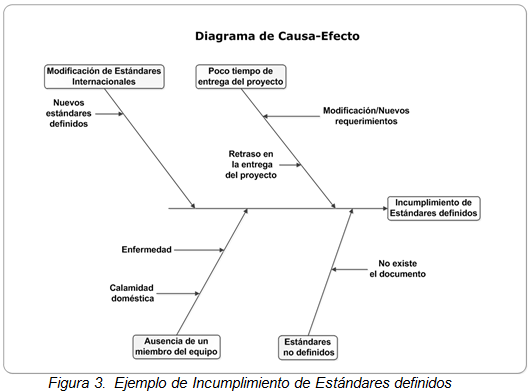 Diagrama de Causa-Efecto
Modificación de Estándares
Internacionales
Poco tiempo de
entrega del proyecto
Nuevos
estándares
definidos
Modificación/Nuevos
requerimientos
Retraso en
la entrega
del proyecto
Incumplimiento de
Estándares definidos
Enfermedad
No existe
el documento
Calamidad
doméstica
Ausencia de un
miembro del equipo
Estándares
no definidos
Figura 3. Ejemplo de Incumplimiento de Estándares definidos